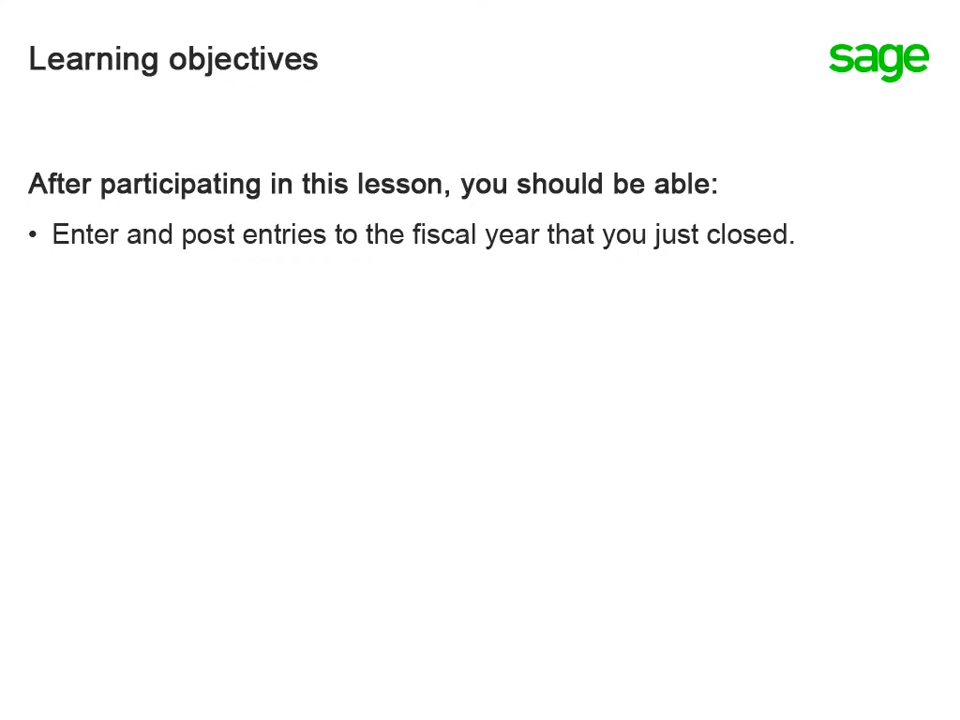 Learning objectives
sage
After participating in this lesson, you should be able:
• Enter and post entries to the fiscal year that you just closed.